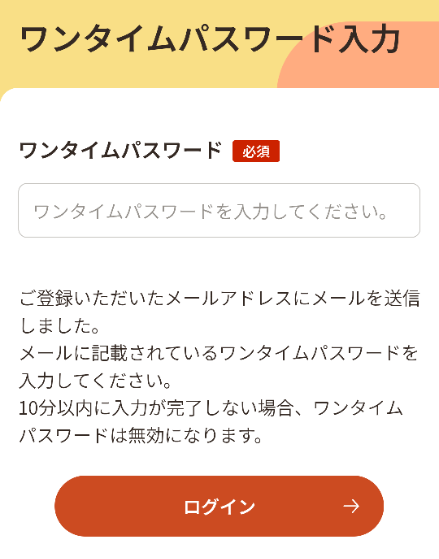 ワンタイムパスワード入力
ワンタイムパスワード 必須
ワンタイムパスワードを入力してください。
ご登録いただいたメールアドレスにメールを送信
しました。
メールに記載されているワンタイムパスワードを
入力してください。
10分以内に入力が完了しない場合、ワンタイム
パスワードは無効になります。
ログイン →